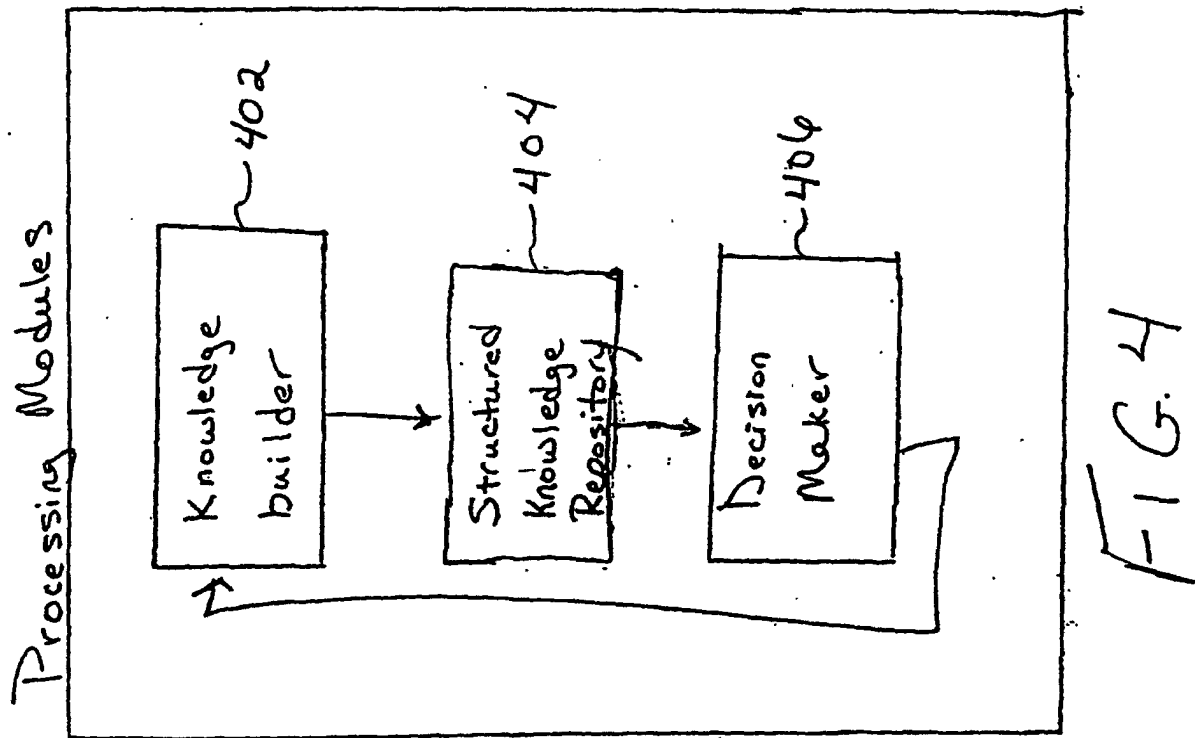 Processing Modules
Knowledge
builder
402
Structured
Knowledge
Repository
404
Decision
Maker
406
FIG. 4